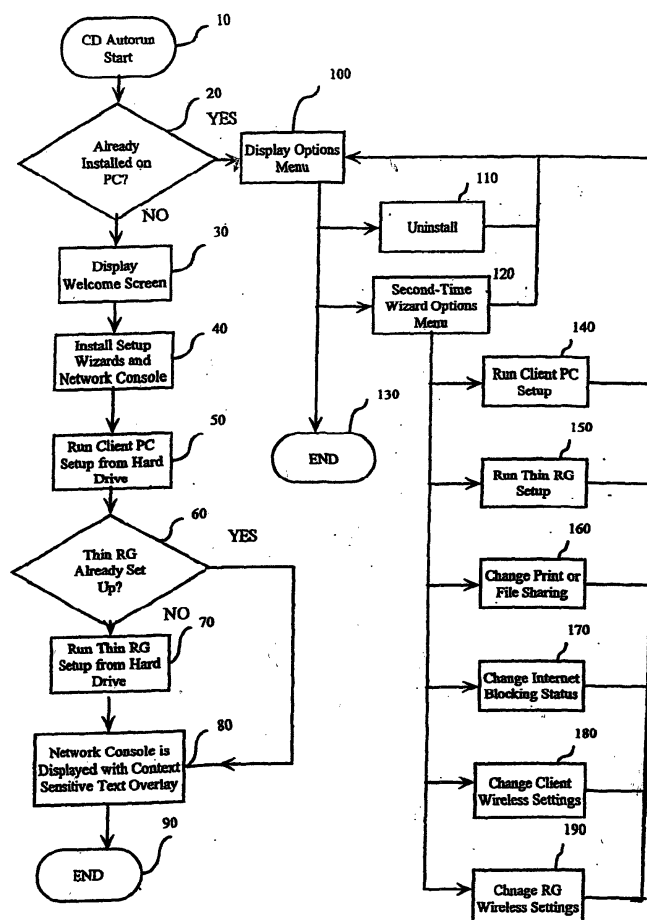 10
CD Autorun
Start
20
YES
Already
Installed on
PC?
NO
30
Display
Welcome Screen
40
Install Setup
Wizards and
Network Console
50
Run Client PC
Setup from Hard
Drive
60
YES
Thin RG
Already Set
Up?
NO
70
Run Thin RG
Setup from Hard
Drive
80
Network Console is
Displayed with Context
Sensitive Text Overlay
90
END
100
Display Options
Menu
110
Uninstall
120
Second-Time
Wizard Options
Menu
130
END
140
Run Client PC
Setup
150
Run Thin RG
Setup
160
Change Print or
File Sharing
170
Change Internet
Blocking Status
180
Change Client
Wireless Settings
190
Chnage RG
Wireless Settings